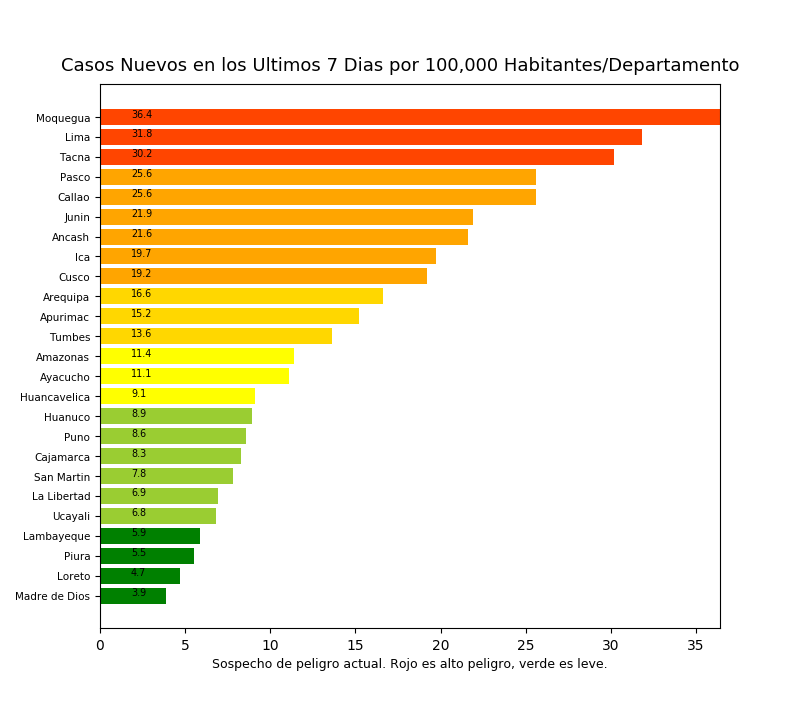 Casos Nuevos en los Ultimos 7 Dias por 100,000 Habitantes/Departamento
Moquegua 36.4
Lima 31.8
Tacna 30.2
Pasco 25.6
Callao 25.6
Junin 21.9
Ancash 21.6
Ica 19.7
Cusco 19.2
Arequipa 16.6
Apurimac 15.2
Tumbes 13.6
Amazonas 11.4
Ayacucho 11.1
Huancavelica 9.1
Huanuco 8.9
Puno 8.6
Cajamarca 8.3
San Martin 7.8
La Libertad 6.9
Ucayali 6.8
Lambayeque 5.9
Piura 5.5
Loreto 4.7
Madre de Dios 3.9
0 5 10 15 20 25 30 35
Sospecho de peligro actual. Rojo es alto peligro, verde es leve.